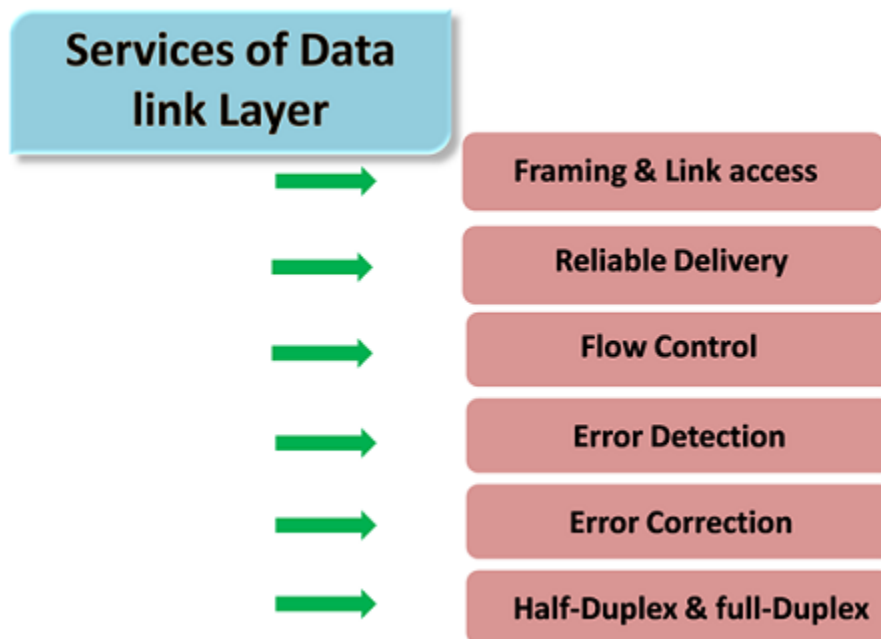 Services of Data
link Layer
Framing & Link access
Reliable Delivery
Flow Control
Error Detection
Error Correction
Half-Duplex & full-Duplex